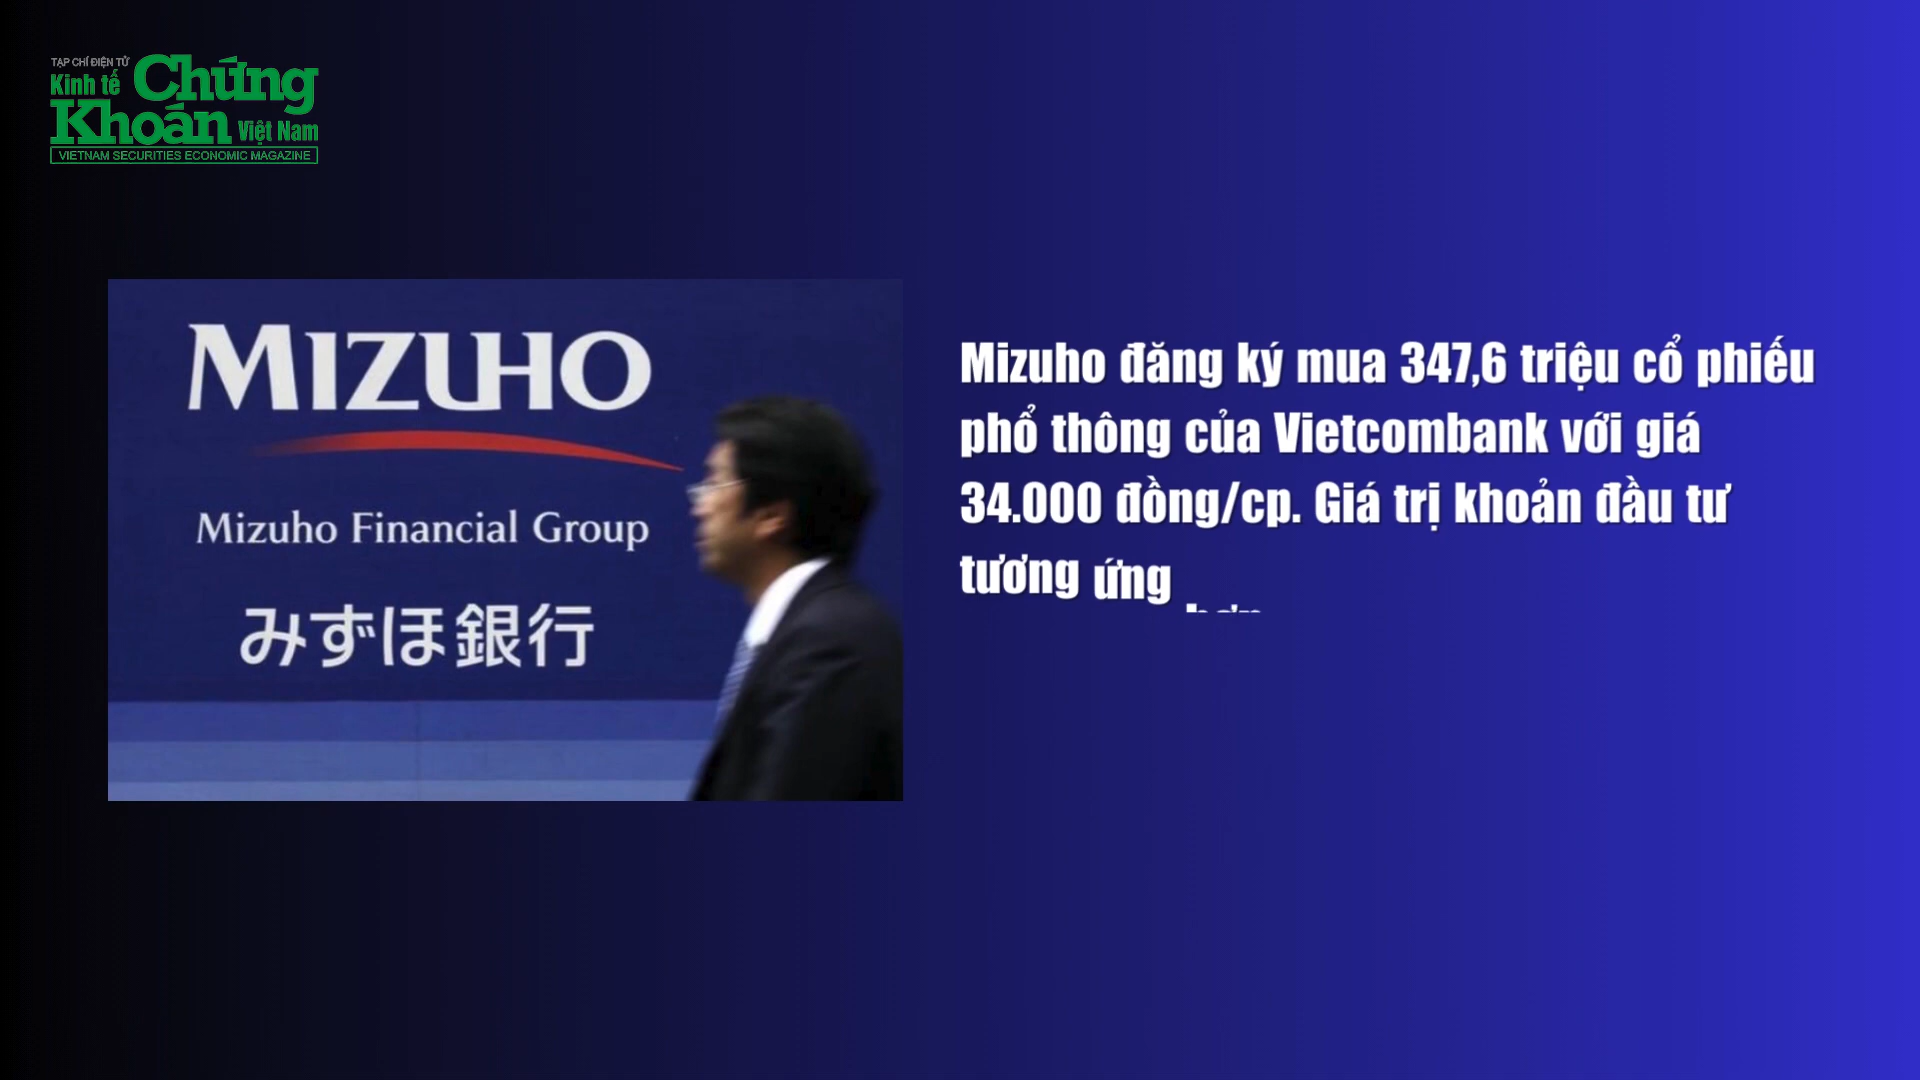 TẠP CHÍ ĐIỆN TỬ
Kinh tế Chứng
Khoán Việt Nam
VIETNAM SECURITIES ECONOMIC MAGAZINE
MIZUHO
Mizuho Financial Group
みずほ銀行
Mizuho đăng ký mua 347,6 triệu cổ phiếu
phổ thông của Vietcombank với giá
34.000 đồng/cp. Giá trị khoản đầu tư
tương ứng